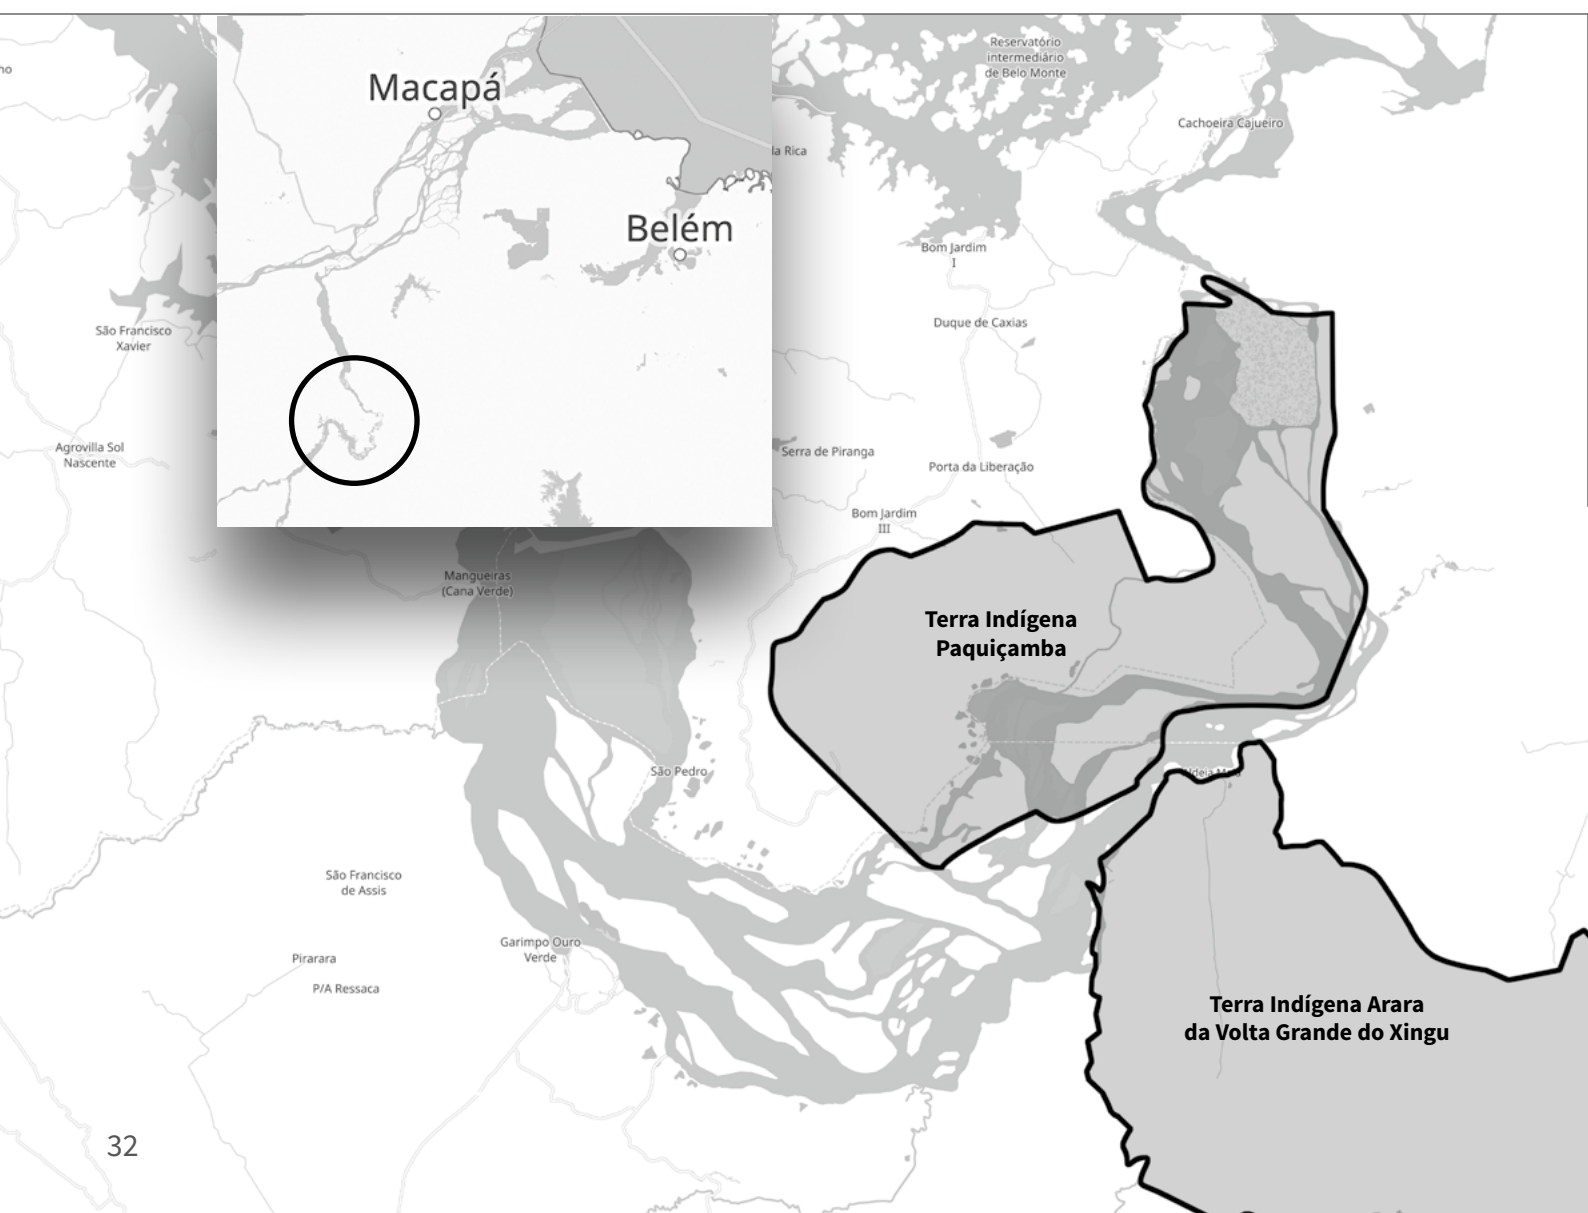 Reservatório
intermediário
de Belo Monte
Macapá
Cachoeira Cajueiro
la Rica
Belém
Bom Jardim
I
São Francisco
Xavier
Duque de Caxias
Agrovilla Sol
Nascente
Serra de Piranga
Porta da Liberação
Bom Jardim
III
Mangueiras
(Cana Verde)
Terra Indígena
Paquiçamba
São Pedro
São Francisco
de Assis
Garimpo Ouro
Verde
Pirarara
P/A Ressaca
Terra Indígena Arara
da Volta Grande do Xingu
32